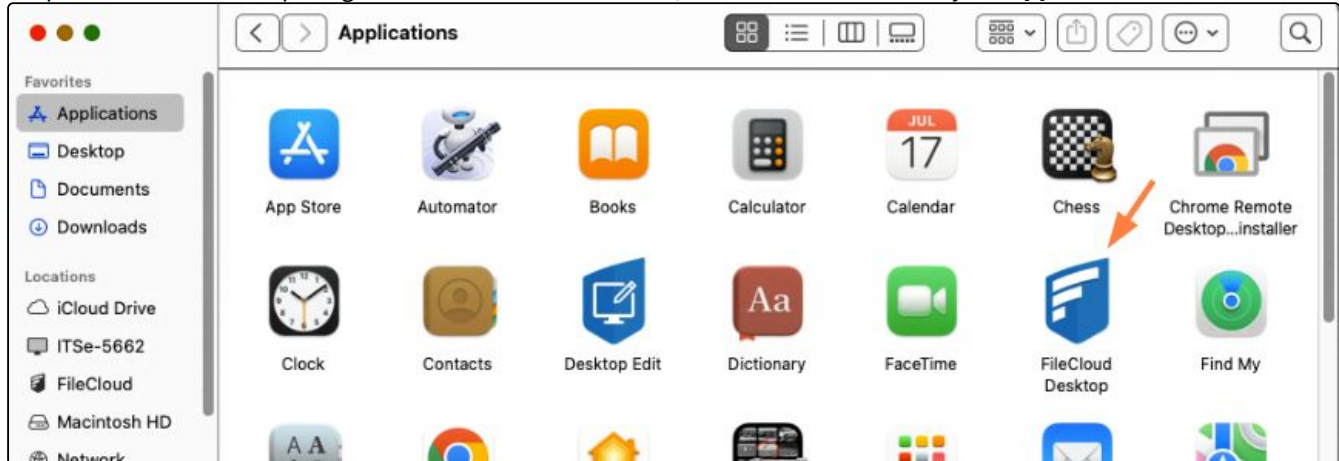 Applications
Favorites
Applications
Desktop
Documents
Downloads
Locations
iCloud Drive
ITSe-5662
FileCloud
Macintosh HD
Network
JUL
17
App Store
Automator
Books
Calculator
Calendar
Chess
Chrome Remote
Desktop...installer
Aa
Clock
Contacts
Desktop Edit
Dictionary
FaceTime
FileCloud
Desktop
Find My
A A